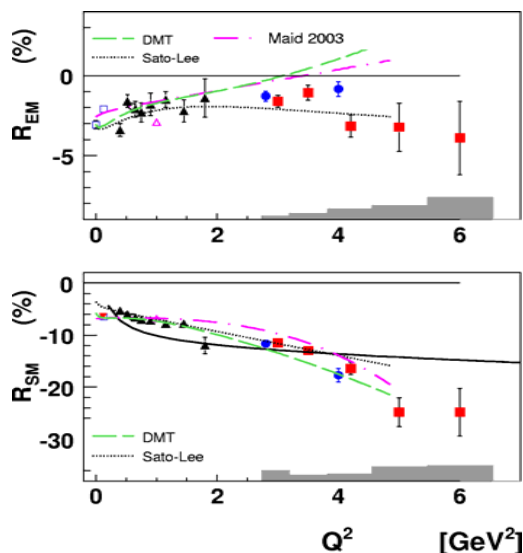 R_EM (%)
DMT
Maid 2003
Sato-Lee
0
-5
0 2 4 6
R_SM (%)
0
-10
-20
-30
DMT
Sato-Lee
0 2 4 6
Q² [GeV²]